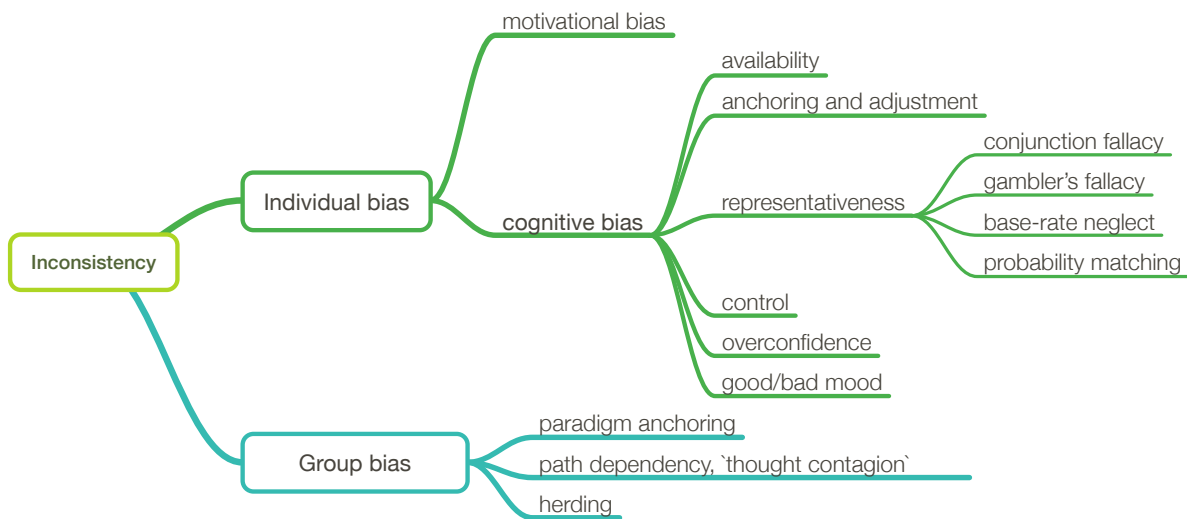 Inconsistency
Individual bias
motivational bias
cognitive bias
availability
anchoring and adjustment
representativeness
conjunction fallacy
gambler’s fallacy
base-rate neglect
probability matching
control
overconfidence
good/bad mood
Group bias
paradigm anchoring
path dependency, `thought contagion`
herding